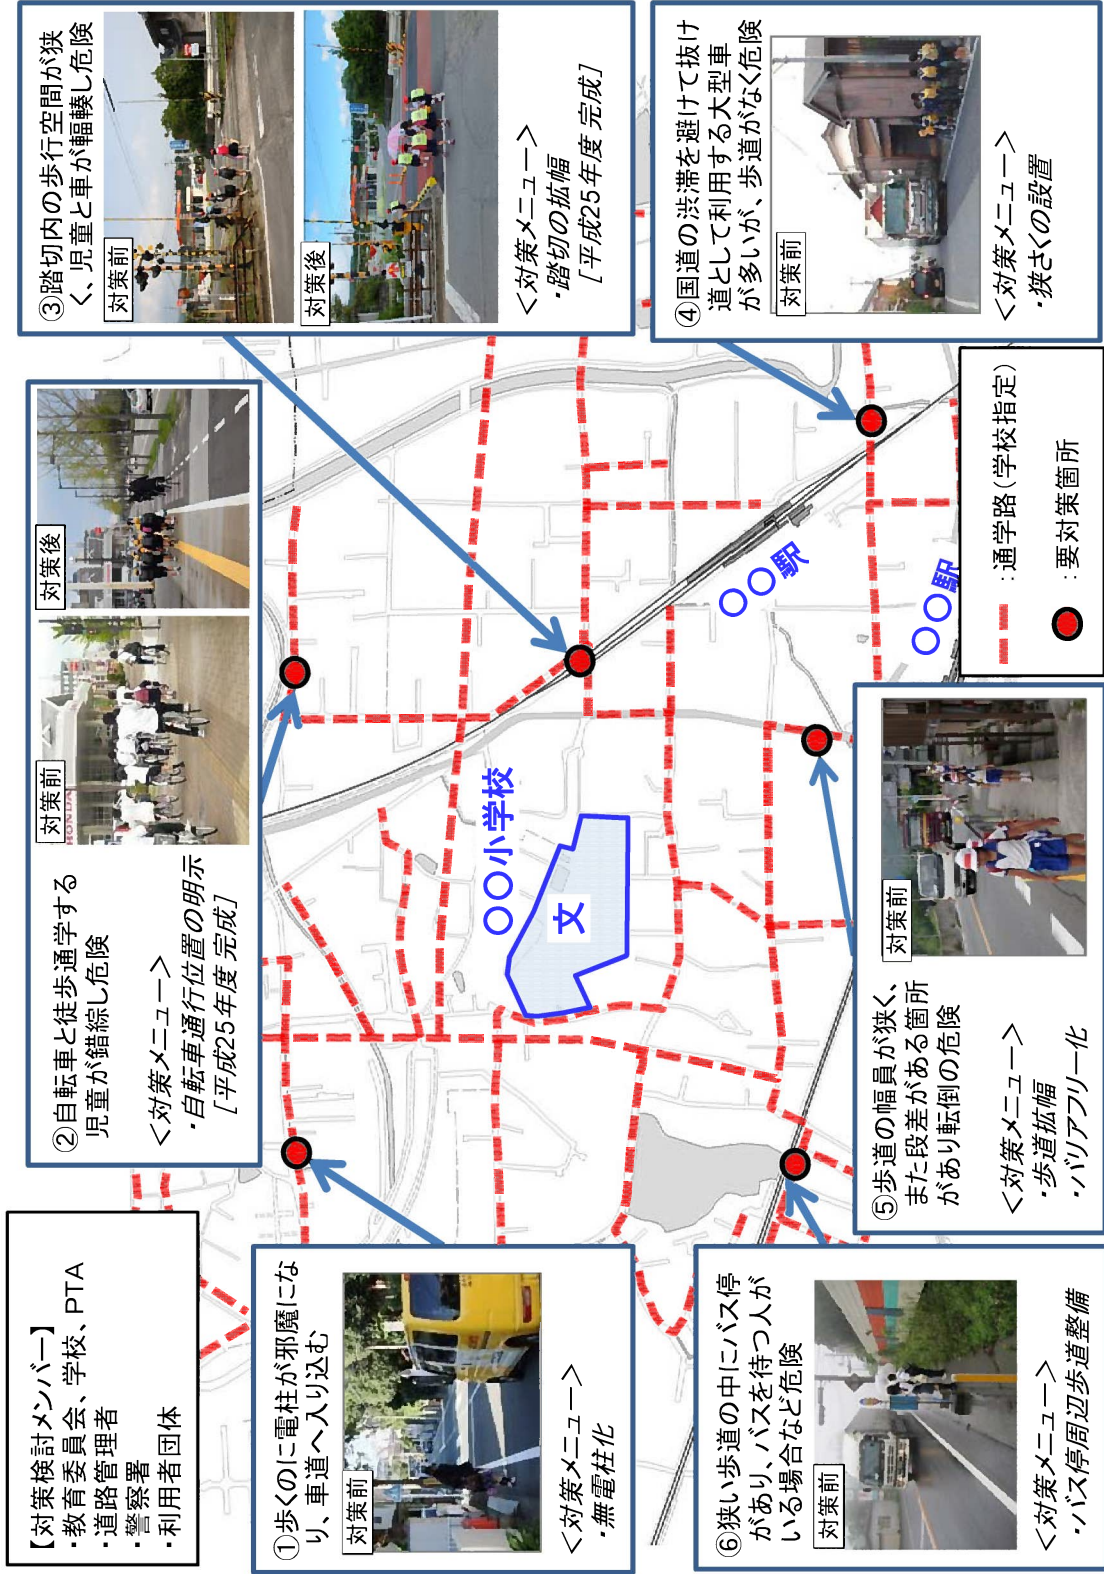 【対策検討メンバー】
・教育委員会、学校、PTA
・道路管理者
・警察署
・利用者団体
①歩くのに電柱が邪魔にな
り、車道へ入り込む
対策前
＜対策メニュー＞
・無電柱化
②自転車と徒歩通学する
児童が錯綜し危険
＜対策メニュー＞
・自転車通行位置の明示
［平成25年度 完成］
対策前
HONDA
対策後
③踏切内の歩行空間が狭
く、児童と車が輻輳し危険
対策前
対策後
＜対策メニュー＞
・踏切の拡幅
［平成25年度 完成］
④国道の渋滞を避けて抜け
道として利用する大型車
が多いが、歩道がなく危険
対策前
＜対策メニュー＞
・狭さくの設置
⑤歩道の幅員が狭く、
また段差がある箇所
があり転倒の危険
対策前
＜対策メニュー＞
・歩道拡幅
・バリアフリー化
⑥狭い歩道の中にバス停
があり、バスを待つ人が
いる場合など危険
対策前
＜対策メニュー＞
・バス停周辺歩道整備
〇〇小学校
文
〇〇駅
〇〇駅
：通学路(学校指定)
：要対策箇所